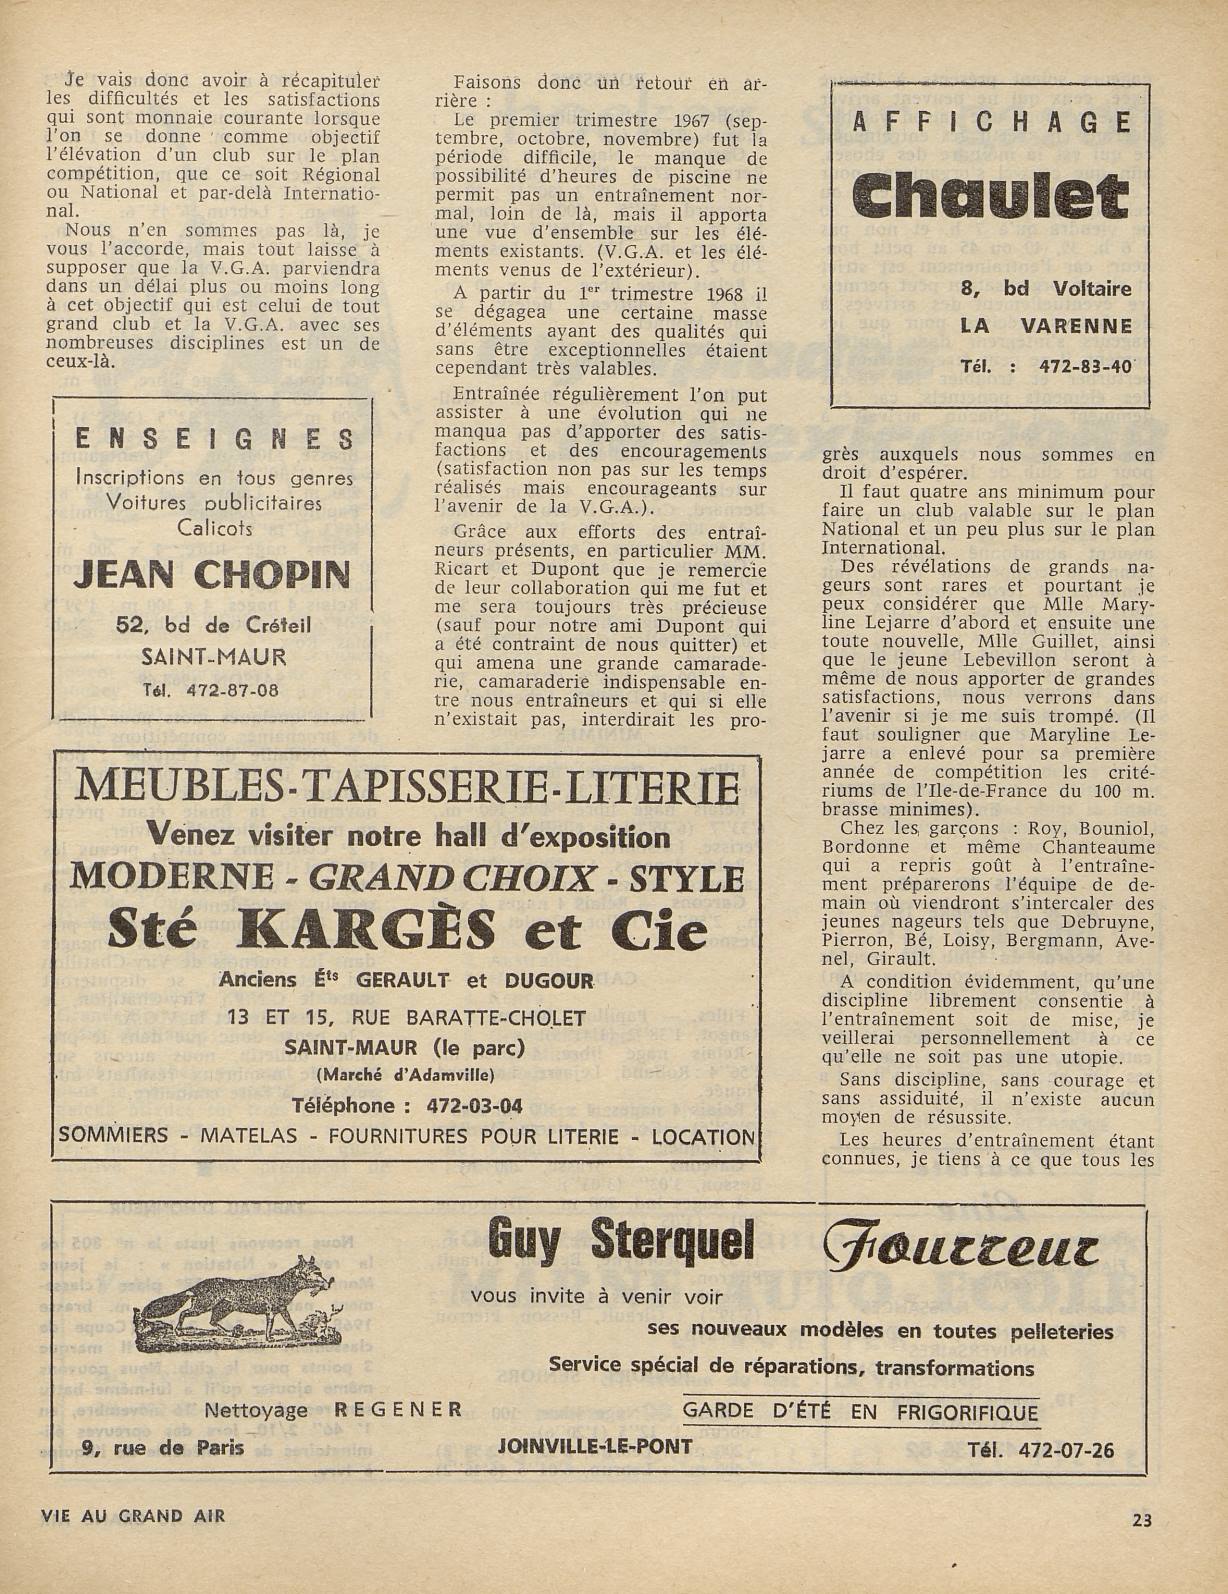 Je vais donc avoir à récapituler
les difficultés et les satisfactions
qui sont monnaie courante lorsque
l'on se donne comme objectif
l'élévation d'un club sur le plan
compétition, que ce soit Régional
ou National et par-delà Internatio-
nal.
Nous n'en sommes pas là, je
vous l'accorde, mais tout laisse à
supposer que la V.G.A. parviendra
dans un délai plus ou moins long
à cet objectif qui est celui de tout
grand club et la V.G.A. avec ses
nombreuses disciplines est un de
ceux-là.
ENSEIGNES
Inscriptions en tous genres
Voitures publicitaires
Calicots
JEAN CHOPIN
52, bd de Créteil
SAINT-MAUR
Tél. 472-87-08
Faisons donc un retour en ar-
rière :
Le premier trimestre 1967 (sep-
tembre, octobre, novembre) fut la
période difficile, le manque de
possibilité d'heures de piscine ne
permit pas un entraînement nor-
mal, loin de là, mais il apporta
une vue d'ensemble sur les élé-
ments existants. (V.G.A. et les élé-
ments venus de l'extérieur).
A partir du 1er trimestre 1968 il
se dégagea une certaine masse
d'éléments ayant des qualités qui
sans être exceptionnelles étaient
cependant très valables.
Entraînée régulièrement l'on put
assister à une évolution qui ne
manqua pas d'apporter des satis-
factions et des encouragements
(satisfaction non pas sur les temps
réalisés mais encourageants sur
l'avenir de la V.G.A.).
Grâce aux efforts des entraî-
neurs présents, en particulier MM.
Ricart et Dupont que je remercie
de leur collaboration qui me fut et
me sera toujours très précieuse
(sauf pour notre ami Dupont qui
a été contraint de nous quitter) et
qui amena une grande camarade-
rie, camaraderie indispensable en-
tre nous entraîneurs et qui si elle
n'existait pas, interdirait les pro-
AFFICHAGE
Chaulet
8, bd Voltaire
LA VARENNE
Tél. : 472-83-40
grès auxquels nous sommes en
droit d'espérer.
Il faut quatre ans minimum pour
faire un club valable sur le plan
National et un peu plus sur le plan
International.
Des révélations de grands na-
geurs sont rares et pourtant je
peux considérer que Mlle Mary-
line Lejarre d'abord et ensuite une
toute nouvelle, Mlle Guillet, ainsi
que le jeune Lebevillon seront à
même de nous apporter de grandes
satisfactions, nous verrons dans
l'avenir si je me suis trompé. (Il
faut souligner que Maryline Le-
jarre a enlevé pour sa première
année de compétition les crité-
riums de l'Ile-de-France du 100 m.
brasse minimes).
Chez les garçons : Roy, Bouniol,
Bordonne et même Chanteaume
qui a repris goût à l'entraîne-
ment préparerons l'équipe de de-
main où viendront s'intercaler des
jeunes nageurs tels que Debruyne,
Pierron, Bé, Loisy, Bergmann, Ave-
nel, Girault.
A condition évidemment, qu'une
discipline librement consentie à
l'entraînement soit de mise, je
veillerai personnellement à ce
qu'elle ne soit pas une utopie.
Sans discipline, sans courage et
sans assiduité, il n'existe aucun
moyen de résussite.
Les heures d'entraînement étant
connues, je tiens à ce que tous les
MEUBLES-TAPISSERIE-LITERIE
Venez visiter notre hall d'exposition
MODERNE - GRAND CHOIX - STYLE
Sté KARGÈS et Cie
Anciens Éts GERAULT et DUGOUR
13 ET 15, RUE BARATTE-CHOLET
SAINT-MAUR (le parc)
(Marché d'Adamville)
Téléphone : 472-03-04
SOMMIERS - MATELAS - FOURNITURES POUR LITERIE - LOCATION
Guy Sterquel Fourreur
vous invite à venir voir
ses nouveaux modèles en toutes pelleteries
Service spécial de réparations, transformations
Nettoyage REGENER GARDE D'ÉTÉ EN FRIGORIFIQUE
9, rue de Paris JOINVILLE-LE-PONT Tél. 472-07-26
VIE AU GRAND AIR 23